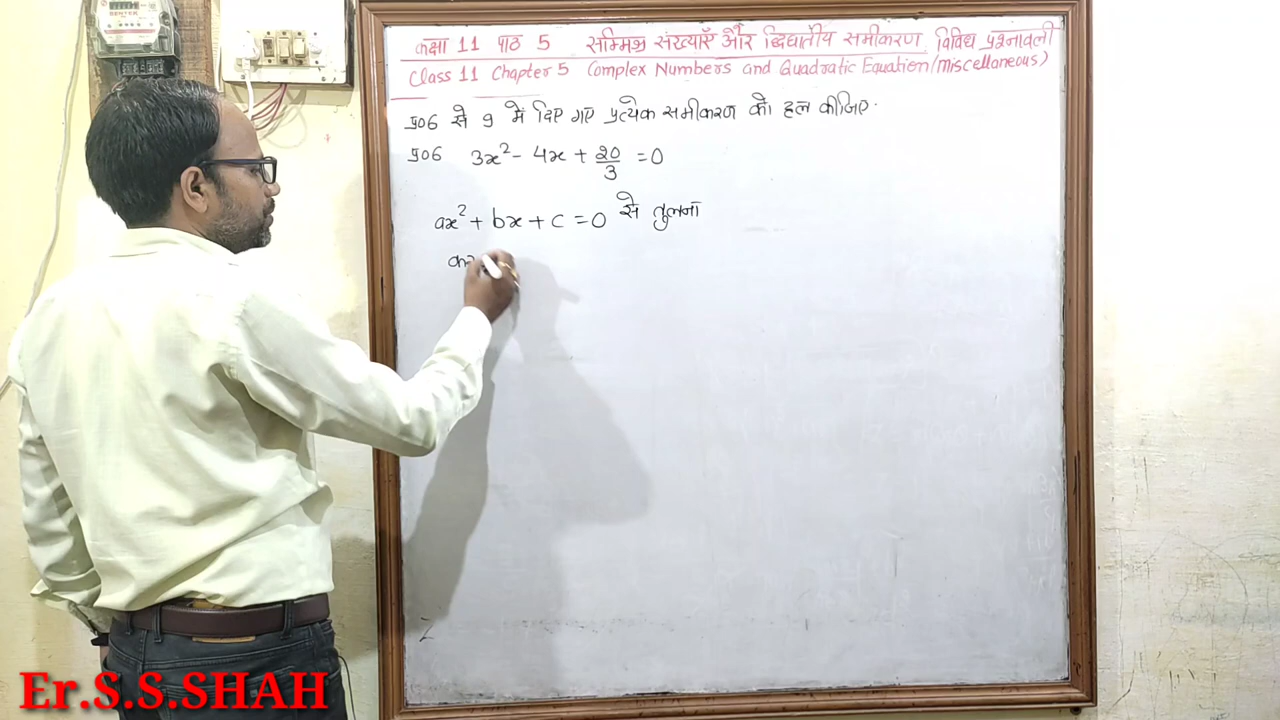 कक्षा 11 पाठ 5 सम्मिश्र संख्याएँ और द्विघातीय समीकरण विविध प्रश्नावली
Class 11 Chapter 5 Complex Numbers and Quadratic Equation (miscellaneous)
प्र06 से 9 में दिए गए प्रत्येक समीकरण को हल कीजिए.
प्र06 3x² - 4x + 20/3 = 0
ax² + bx + c = 0 से तुलना
Er.S.S.SHAH